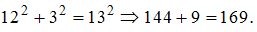 12² + 3² = 13² ⇒ 144 + 9 = 169.